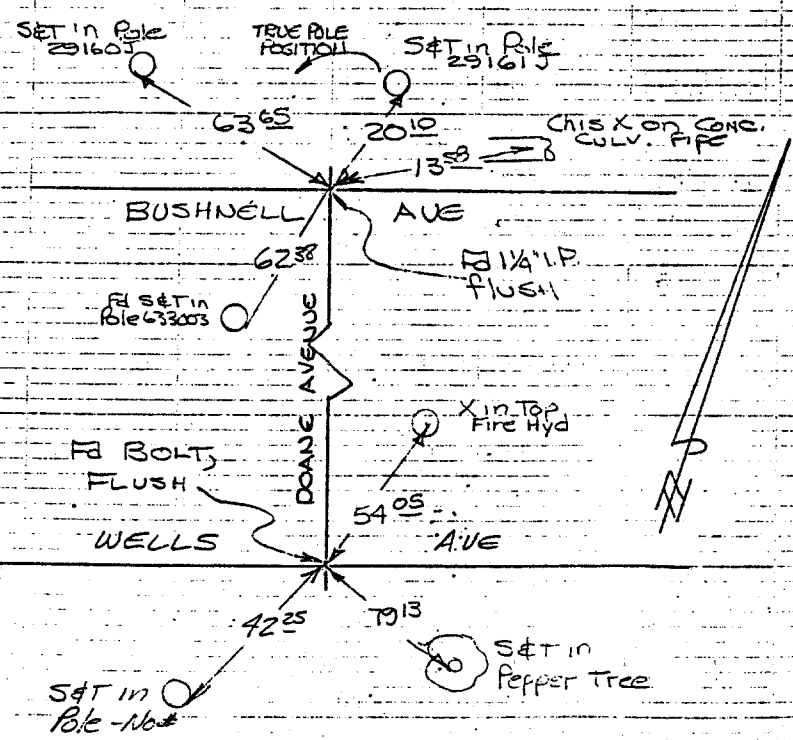 S&T in Pole
29160J
TRUE POLE
POSITION
S&T in Pole
29161J
63 65
20 10
13 58
Chis X on Conc.
Culv. Pipe
BUSHNELL AVE
62 38
Fd 1¼" I.P.
flush
Fd S&T in
Pole 633003
DOANE AVENUE
X in Top
Fire Hyd
Fd BOLT,
FLUSH
54 05
WELLS AVE
42 25
79 13
S&T in
Pepper Tree
S&T in
Pole - No#